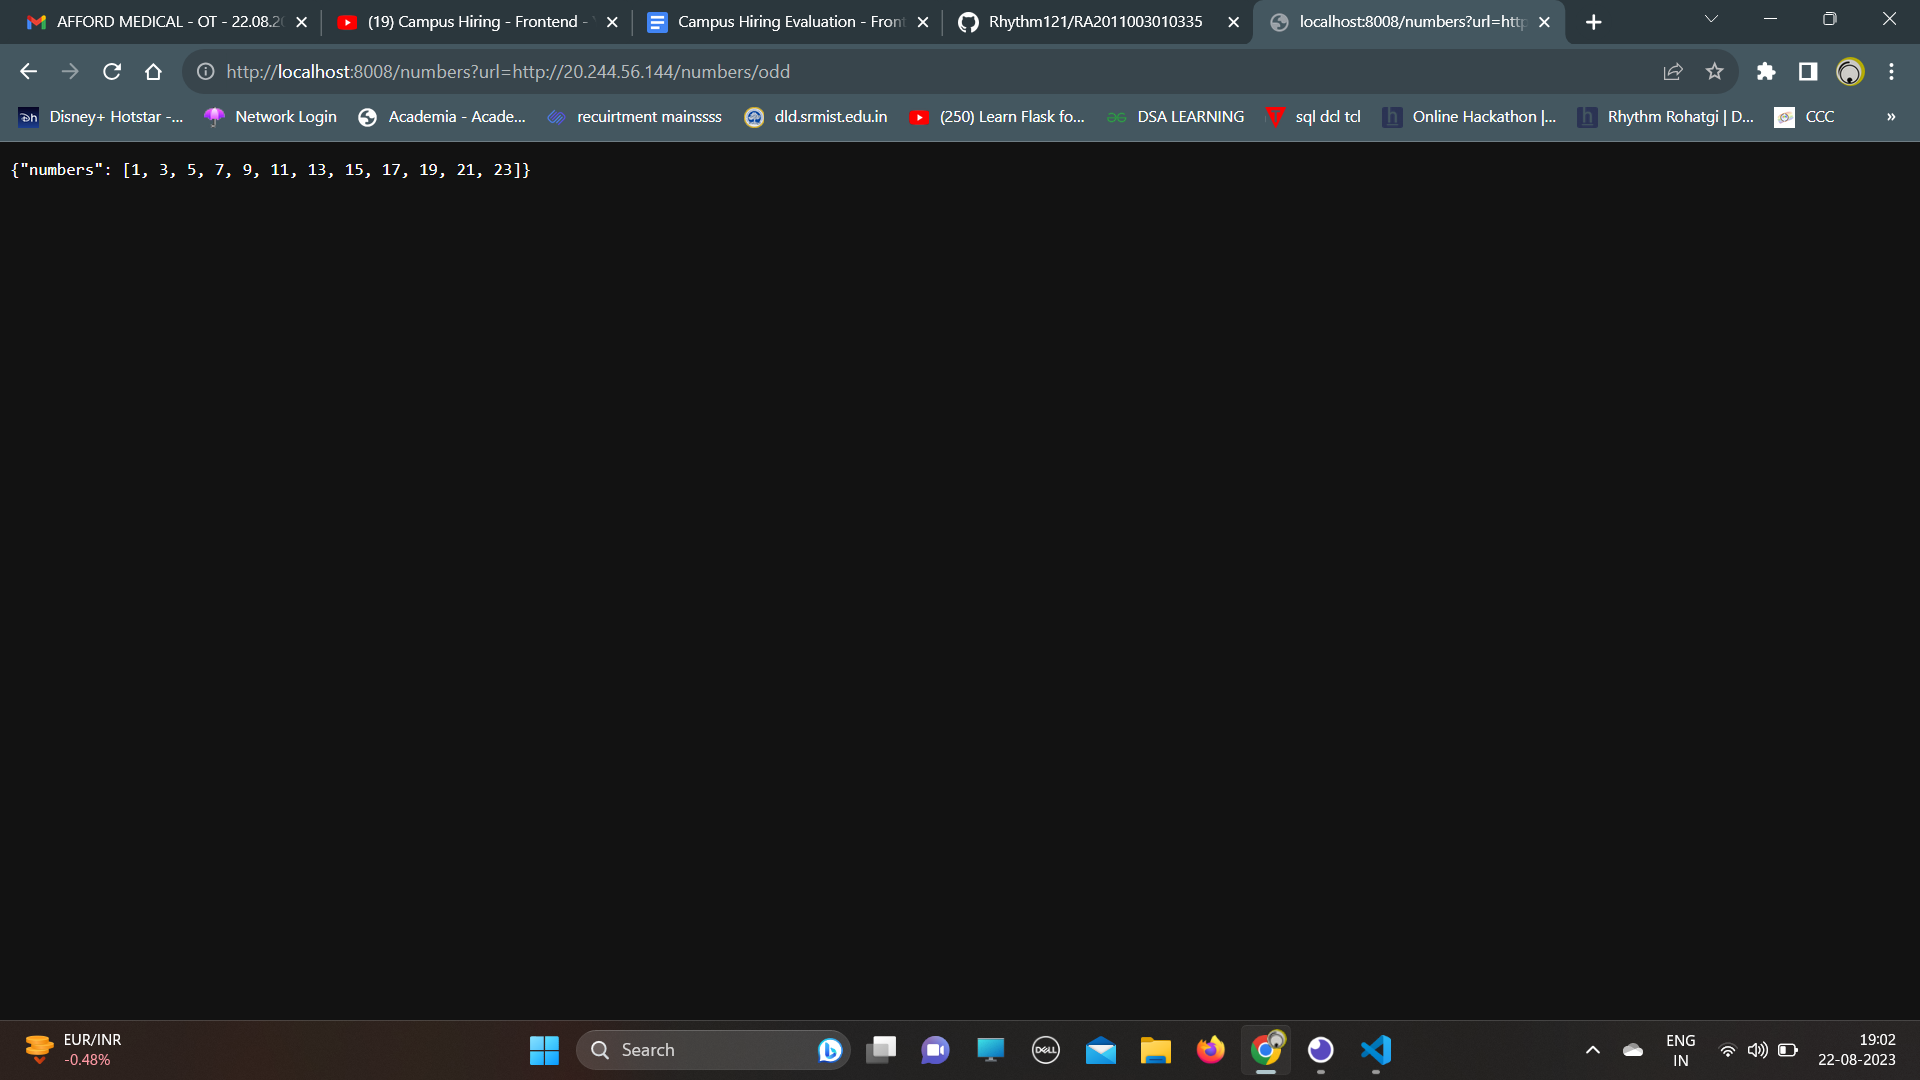 AFFORD MEDICAL - OT - 22.08.20
(19) Campus Hiring - Frontend -
Campus Hiring Evaluation - Front
Rhythm121/RA2011003010335
localhost:8008/numbers?url=http
http://localhost:8008/numbers?url=http://20.244.56.144/numbers/odd
Disney+ Hotstar -...
Network Login
Academia - Acade...
recuirtment mainssss
dld.srmist.edu.in
(250) Learn Flask fo...
DSA LEARNING
sql dcl tcl
Online Hackathon |...
Rhythm Rohatgi | D...
CCC
»
{"numbers": [1, 3, 5, 7, 9, 11, 13, 15, 17, 19, 21, 23]}
EUR/INR
-0.48%
Search
DELL
ENG
IN
19:02
22-08-2023